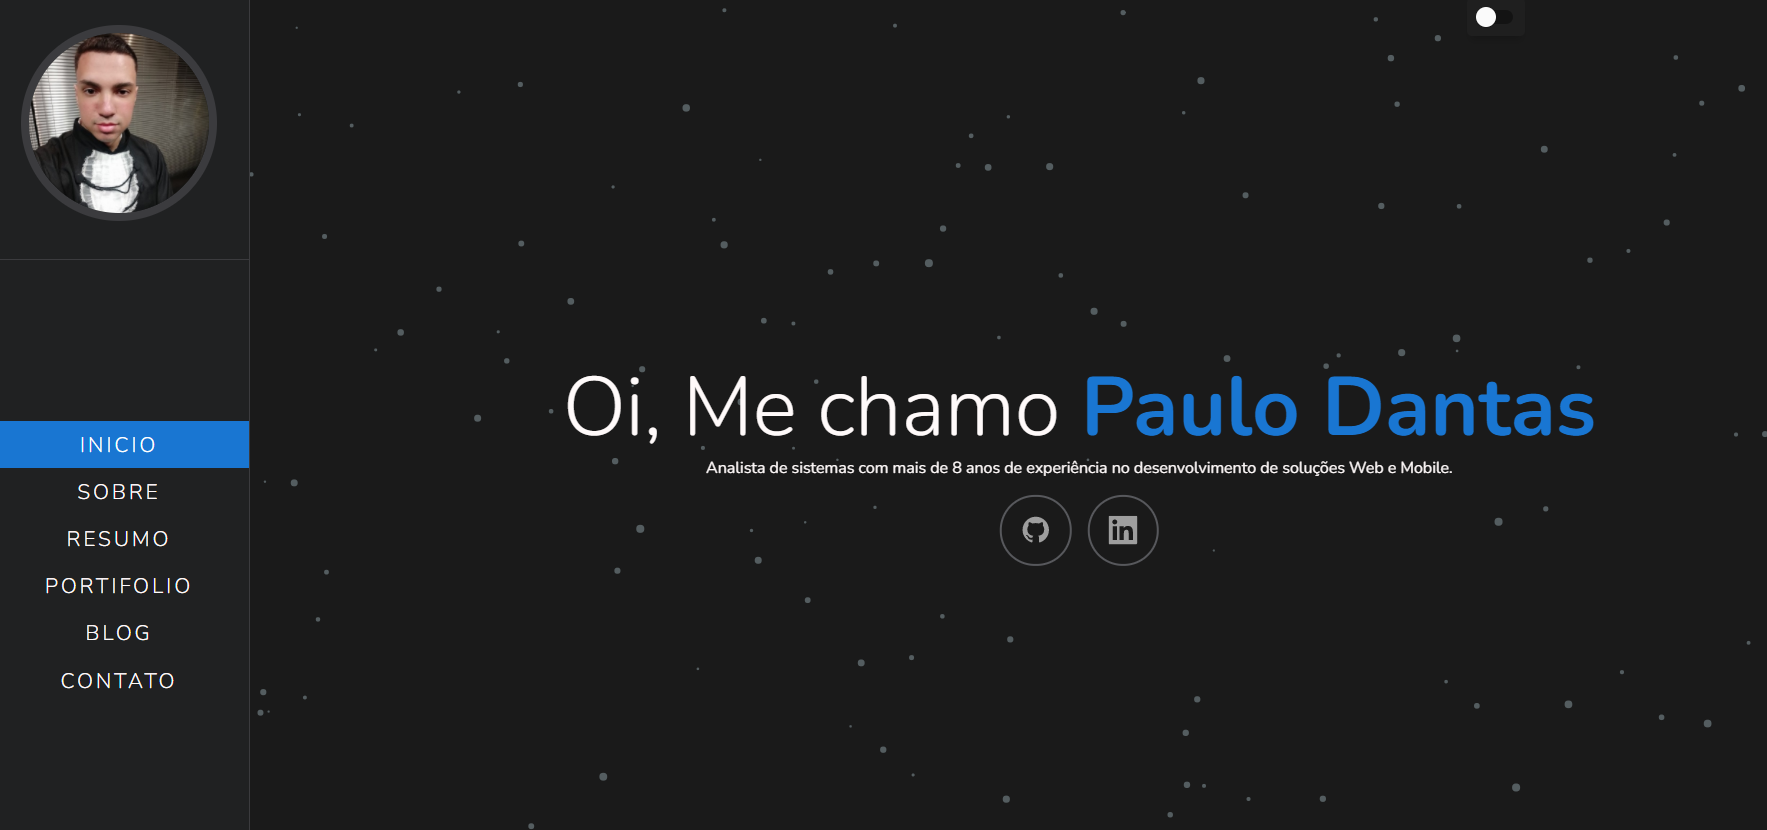 INICIO
SOBRE
RESUMO
PORTIFOLIO
BLOG
CONTATO
Oi, Me chamo Paulo Dantas
Analista de sistemas com mais de 8 anos de experiência no desenvolvimento de soluções Web e Mobile.
in